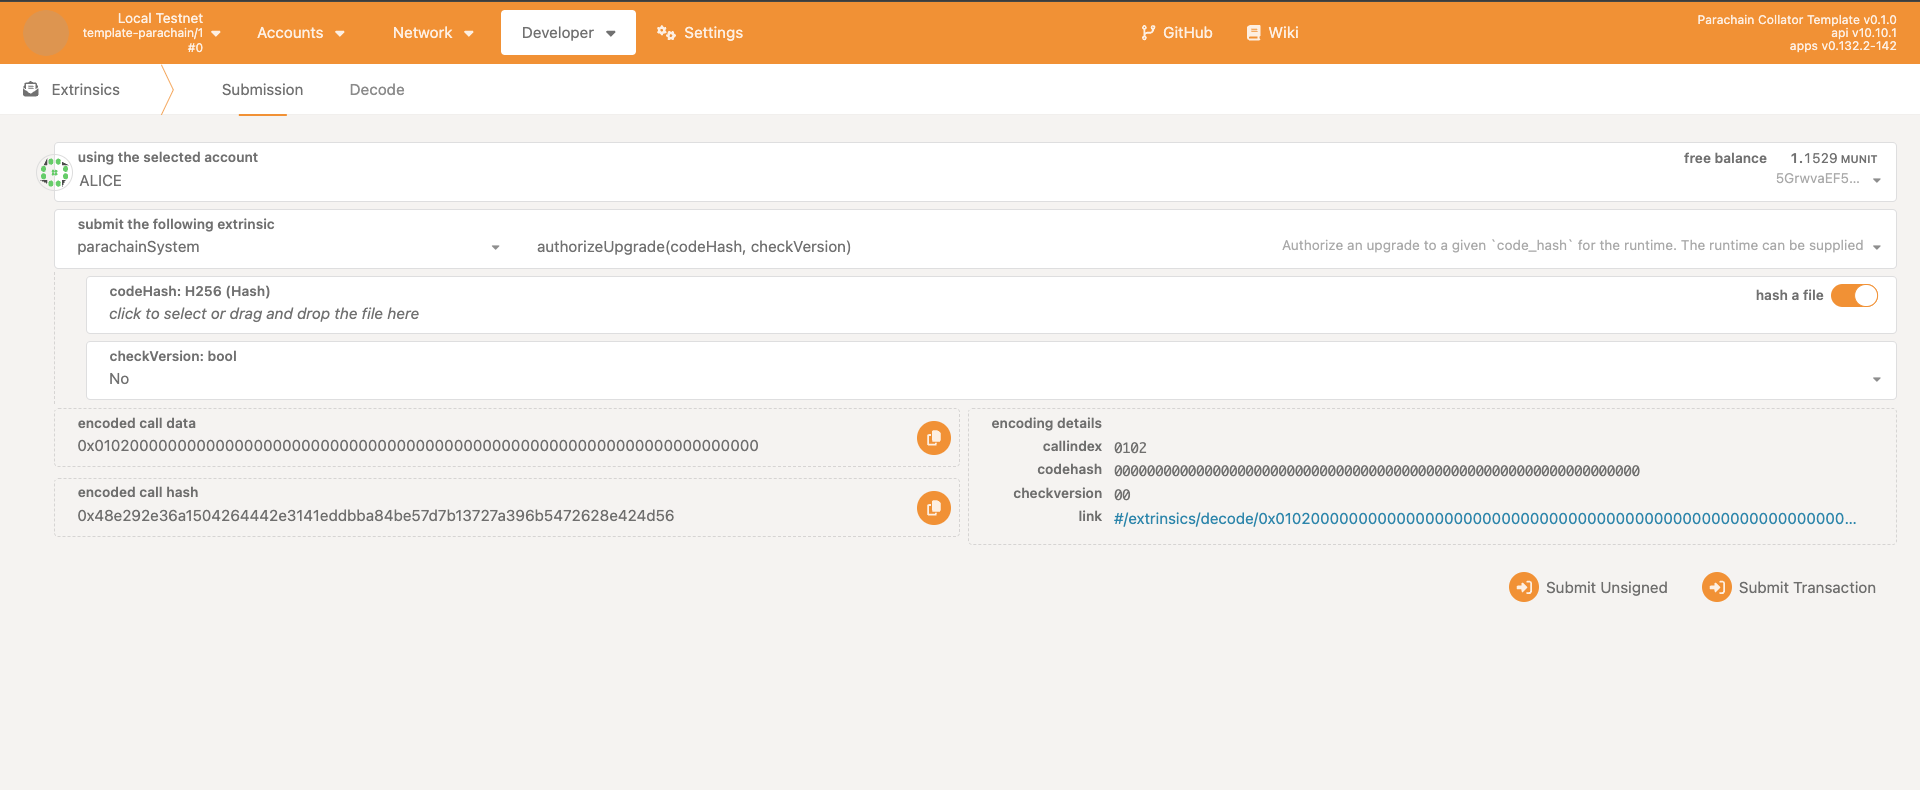 Local Testnet
template-parachain/1
#0
Accounts
Network
Developer
Settings
GitHub
Wiki
Parachain Collator Template v0.1.0
api v10.10.1
apps v0.132.2-142
Extrinsics
Submission
Decode
using the selected account
ALICE
free balance 1.1529 MUNIT
5GrwvaEF5...
submit the following extrinsic
parachainSystem
authorizeUpgrade(codeHash, checkVersion)
Authorize an upgrade to a given `code_hash` for the runtime. The runtime can be supplied
codeHash: H256 (Hash)
click to select or drag and drop the file here
hash a file
checkVersion: bool
No
encoded call data
0x01020000000000000000000000000000000000000000000000000000000000000000000
encoded call hash
0x48e292e36a1504264442e3141eddbba84be57d7b13727a396b5472628e424d56
encoding details
callindex 0102
codehash 0000000000000000000000000000000000000000000000000000000000000000
checkversion 00
link #/extrinsics/decode/0x010200000000000000000000000000000000000000000000000000000000000...
Submit Unsigned
Submit Transaction